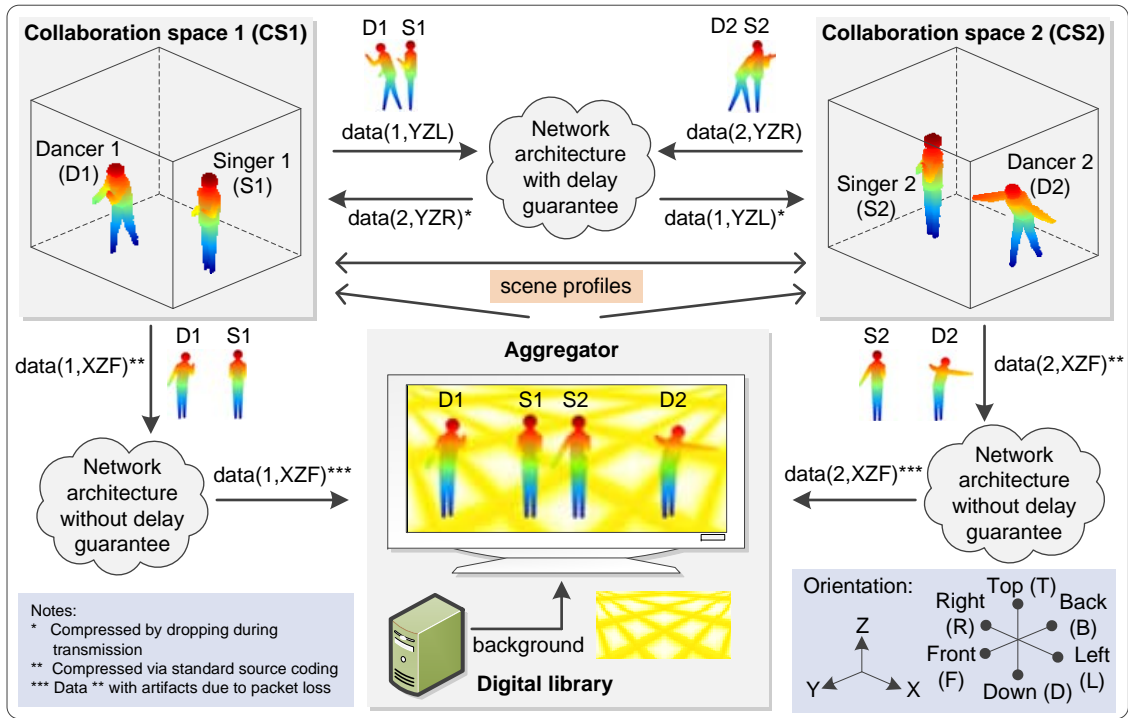 Collaboration space 1 (CS1)
D1 S1
D2 S2
Collaboration space 2 (CS2)
data(1,YZL)
Network
architecture
with delay
guarantee
data(2,YZR)
Dancer 1
(D1)
Singer 1
(S1)
Singer 2
(S2)
Dancer 2
(D2)
data(2,YZR)*
data(1,YZL)*
scene profiles
data(1,XZF)**
D1 S1
Aggregator
D1 S1 S2 D2
S2 D2
data(2,XZF)**
Network
architecture
without delay
guarantee
data(1,XZF)***
data(2,XZF)***
Network
architecture
without delay
guarantee
Notes:
* Compressed by dropping during
transmission
** Compressed via standard source coding
*** Data ** with artifacts due to packet loss
background
Digital library
Orientation:
Z
Y
X
Top (T)
Right
(R)
Back
(B)
Front
(F)
Left
(L)
Down (D)